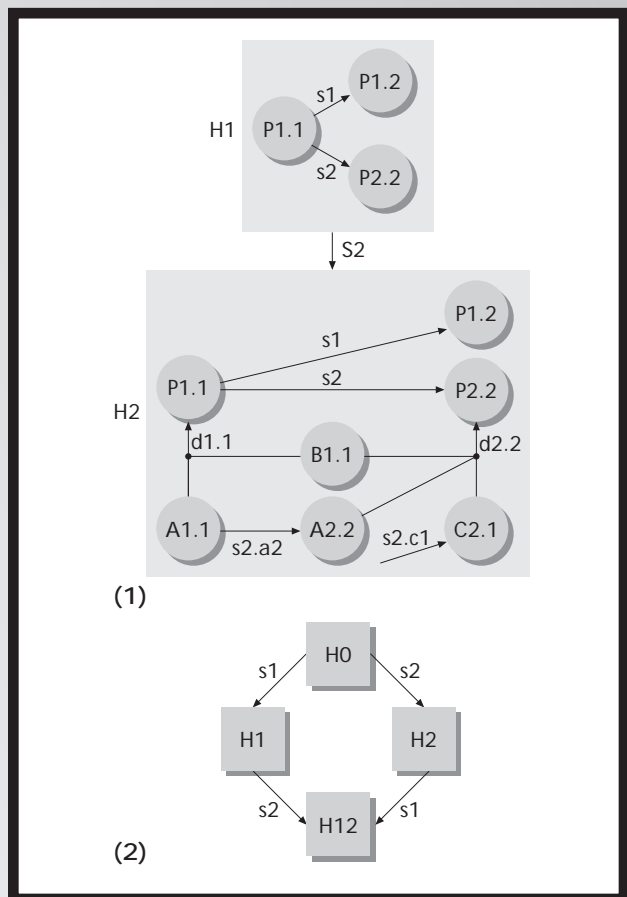 P1.2
s1
H1
P1.1
s2
P2.2
S2
P1.2
s1
P1.1
s2
P2.2
H2
d1.1
B1.1
d2.2
A1.1
s2.a2
A2.2
s2.c1
C2.1
(1)
H0
s1
s2
H1
H2
s2
s1
H12
(2)